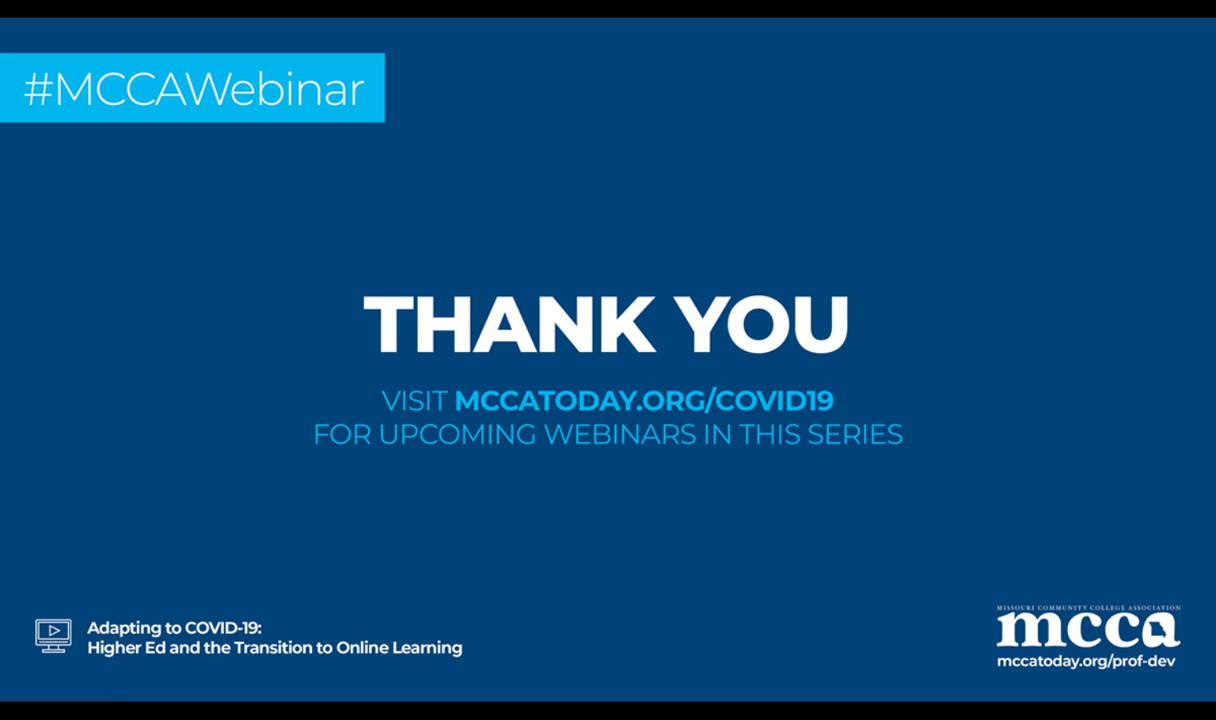 #MCCAWebinar
THANK YOU
VISIT MCCATODAY.ORG/COVID19
FOR UPCOMING WEBINARS IN THIS SERIES
Adapting to COVID-19:
Higher Ed and the Transition to Online Learning
MISSOURI COMMUNITY COLLEGE ASSOCIATION
mcca
mccatoday.org/prof-dev